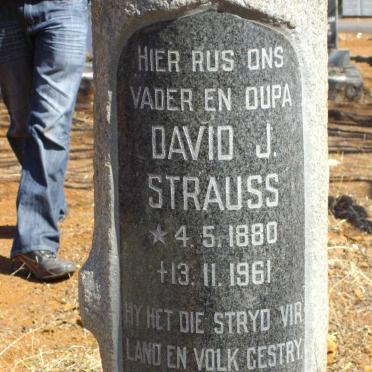 HIER RUS ONS
VADER EN OUPA
DAVID J.
STRAUSS
* 4.5.1880
†13.11.1961
HY HET DIE STRYD VIR
LAND EN VOLK GESTRY.